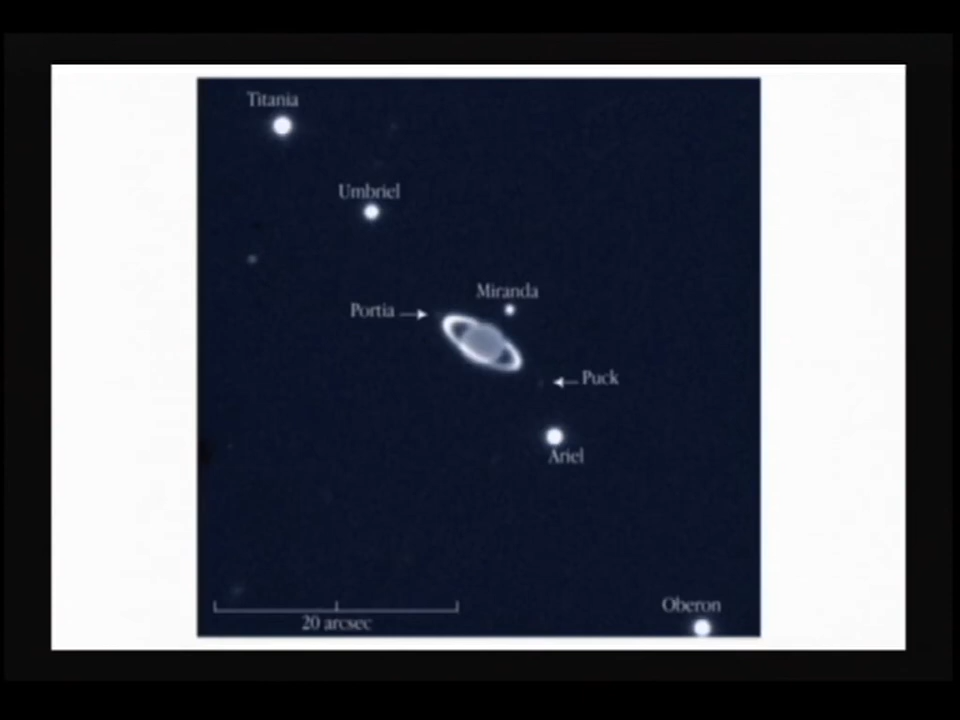 Titania
Umbriel
Miranda
Portia
Puck
Ariel
Oberon
20 arcsec